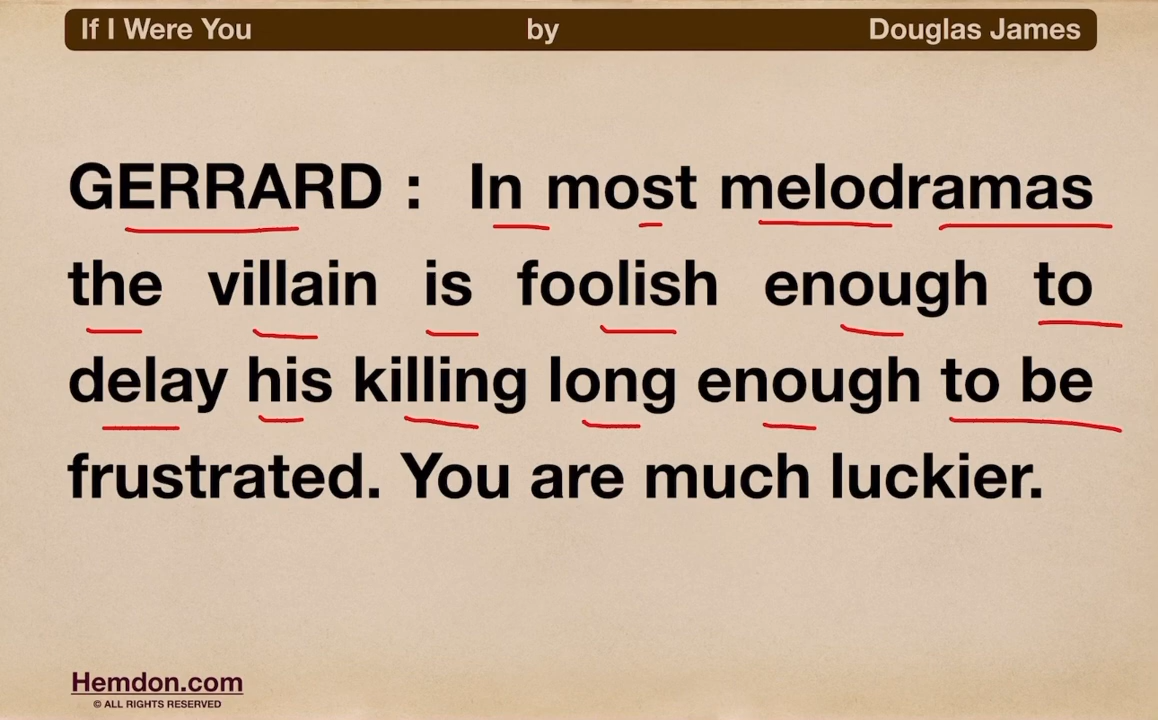 If I Were You by Douglas James
GERRARD : In most melodramas
the villain is foolish enough to
delay his killing long enough to be
frustrated. You are much luckier.
Hemdon.com
© ALL RIGHTS RESERVED